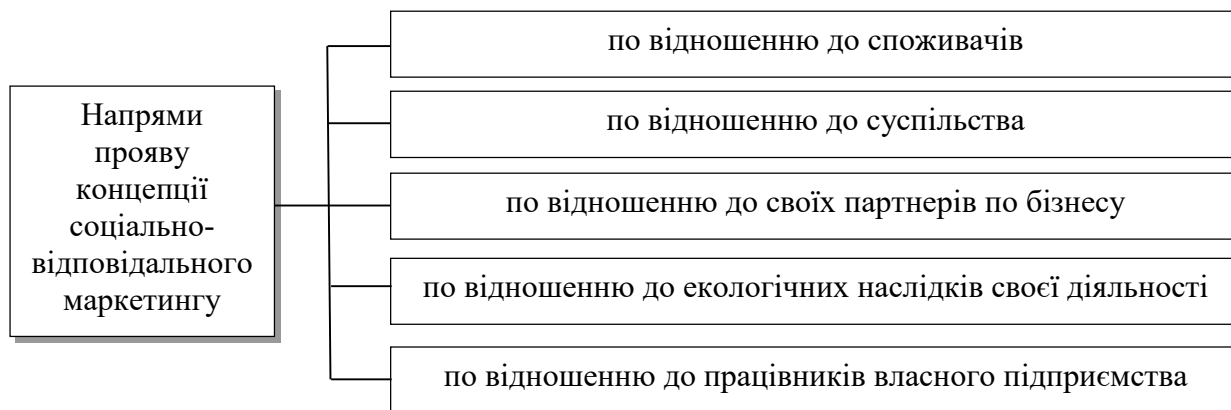 Напрями
прояву
концепції
соціально-
відповідального
маркетингу
по відношенню до споживачів
по відношенню до суспільства
по відношенню до своїх партнерів по бізнесу
по відношенню до екологічних наслідків своєї діяльності
по відношенню до працівників власного підприємства